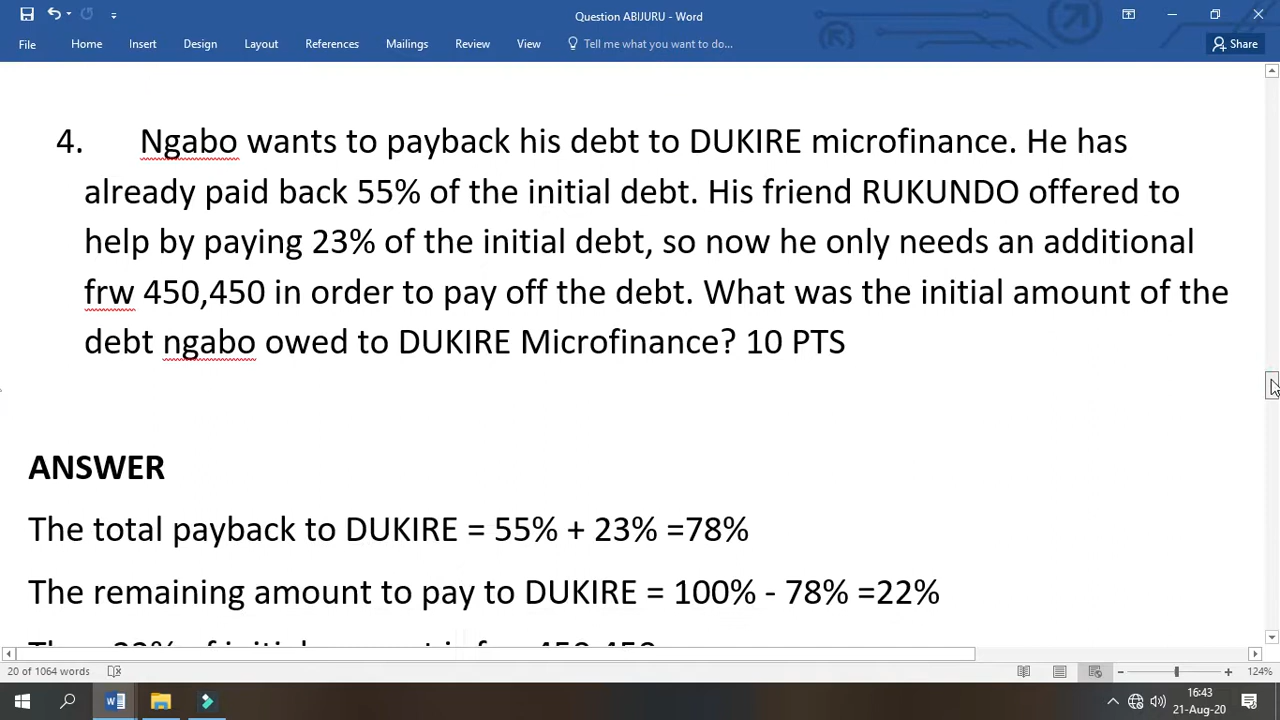 Question ABIJURU - Word
File Home Insert Design Layout References Mailings Review View Tell me what you want to do... Share
4. Ngabo wants to payback his debt to DUKIRE microfinance. He has
already paid back 55% of the initial debt. His friend RUKUNDO offered to
help by paying 23% of the initial debt, so now he only needs an additional
frw 450,450 in order to pay off the debt. What was the initial amount of the
debt ngabo owed to DUKIRE Microfinance? 10 PTS
ANSWER
The total payback to DUKIRE = 55% + 23% =78%
The remaining amount to pay to DUKIRE = 100% - 78% =22%
20 of 1064 words
124%
16:43
21-Aug-20